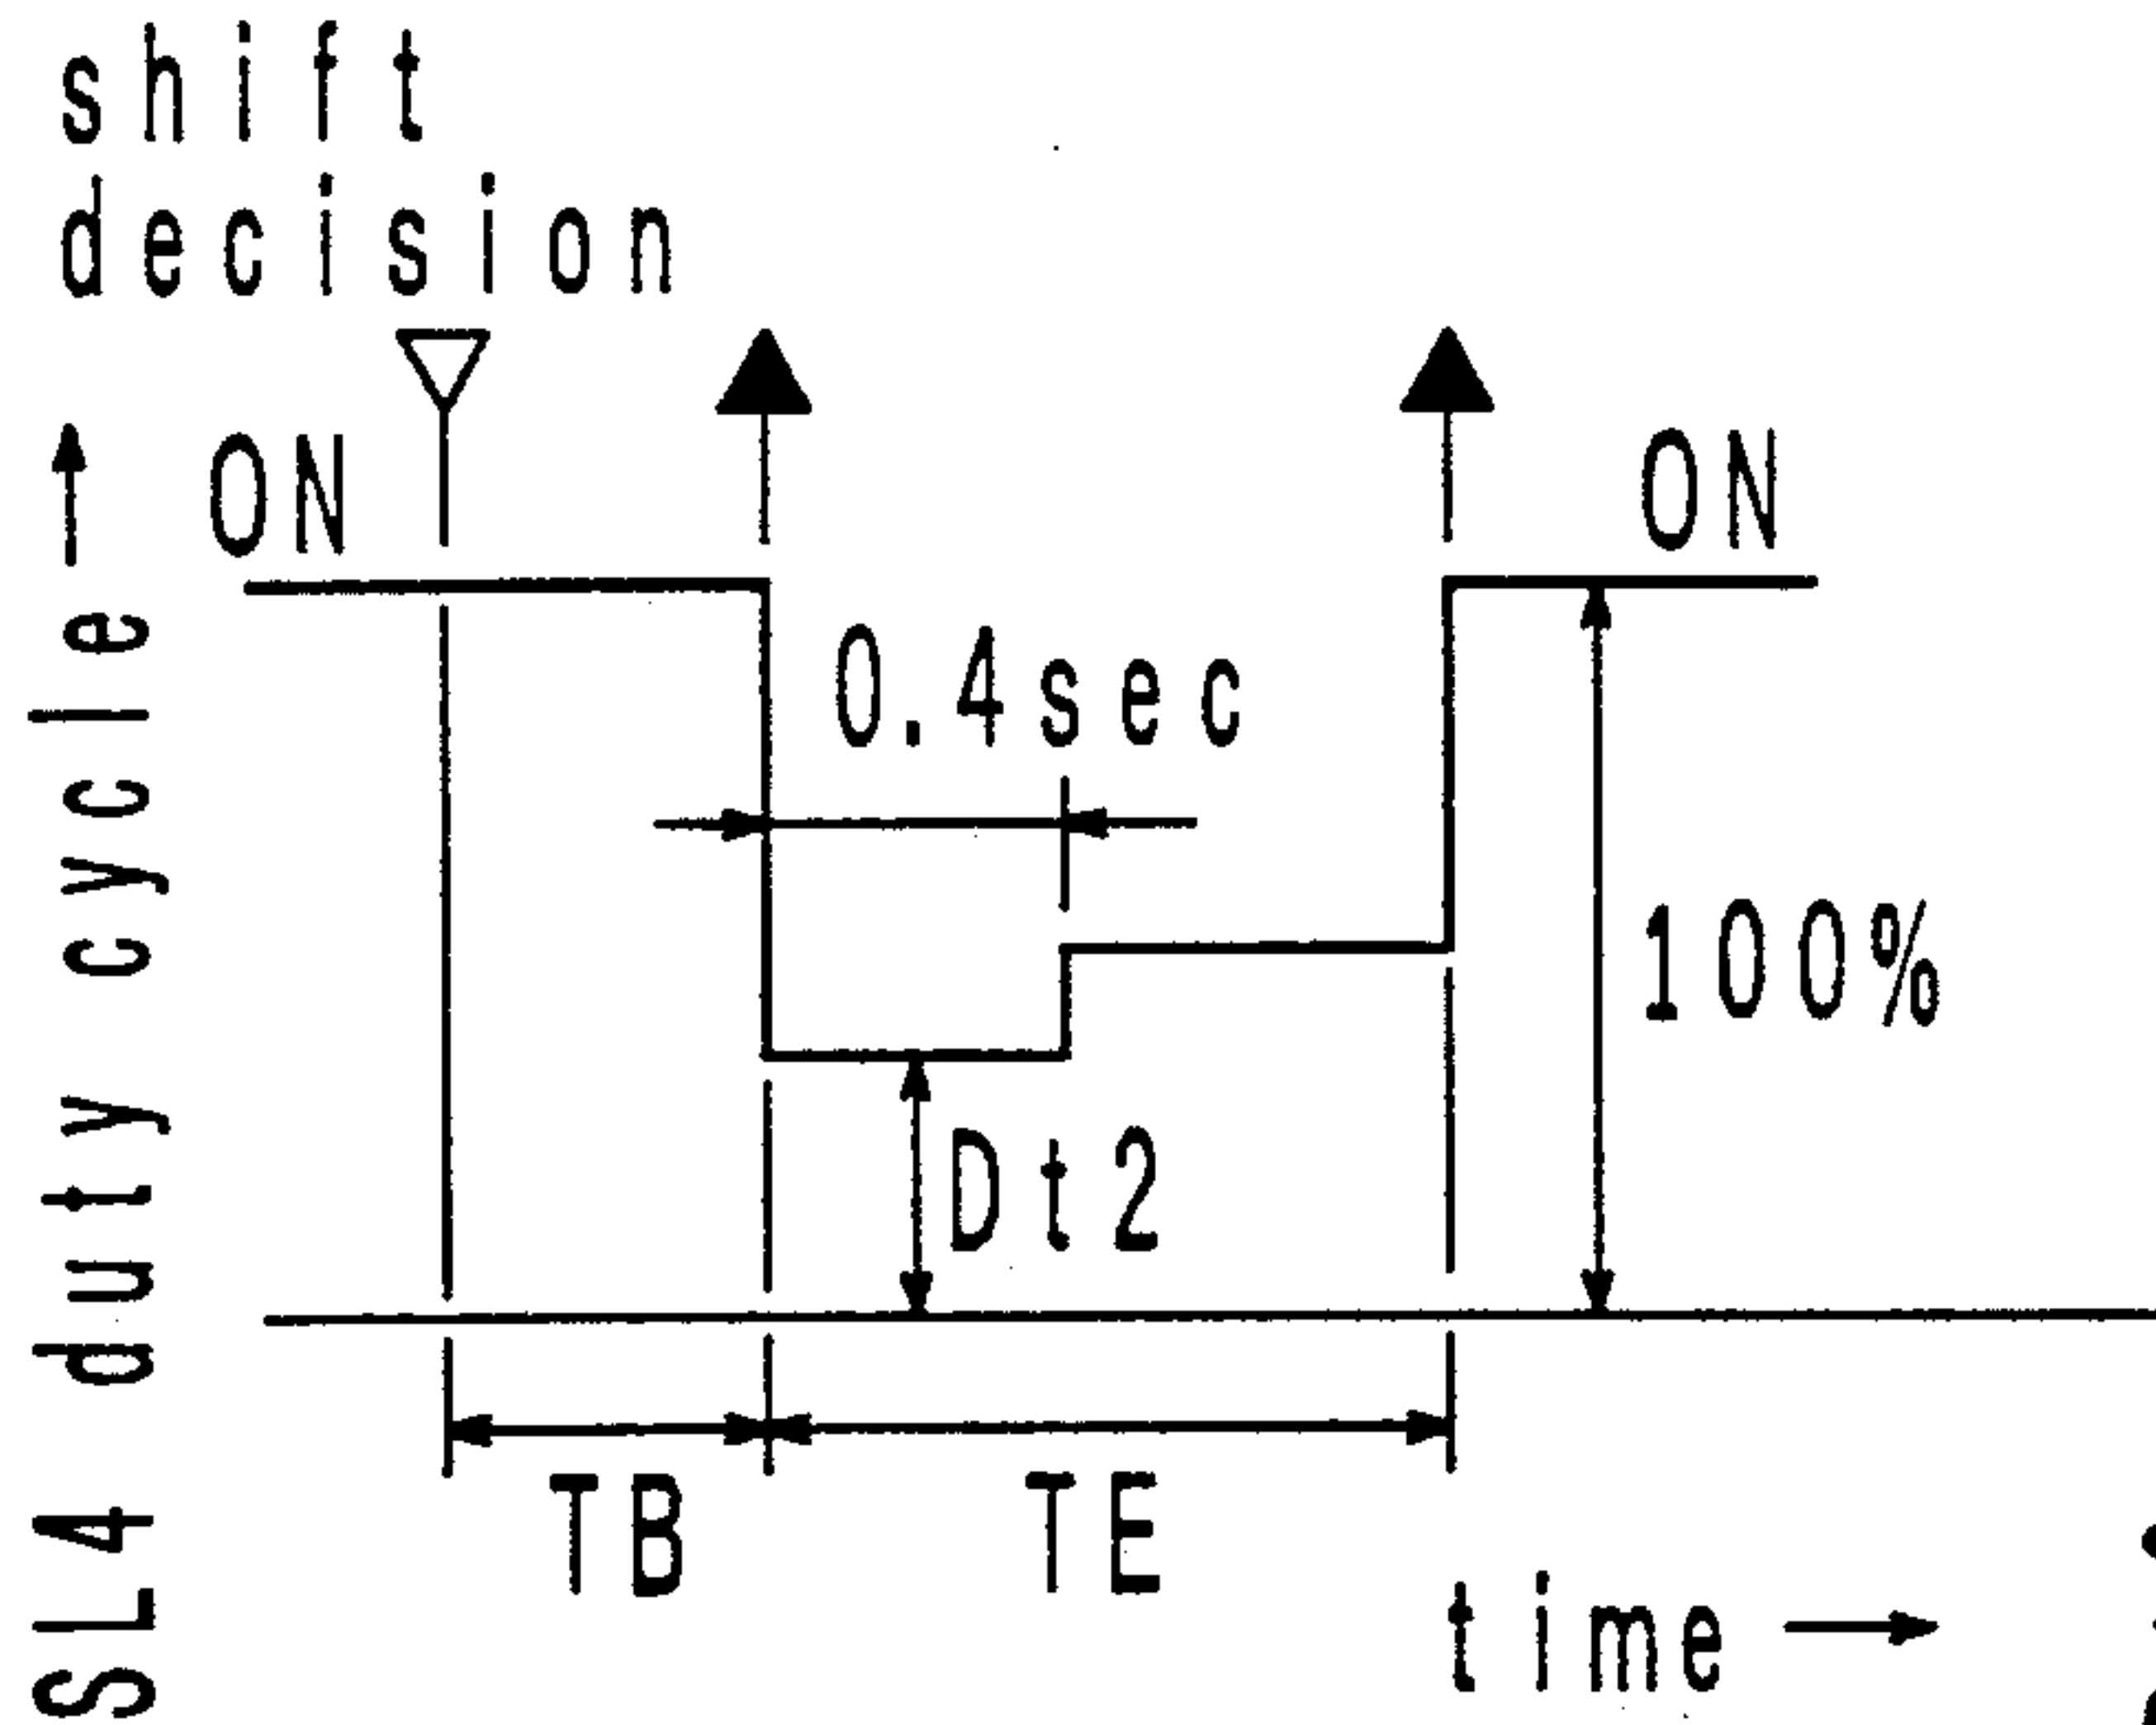 shift
decision
ON
ON
0.4sec
100%
Dt2
TB
TE
time
SL4 duty cycle